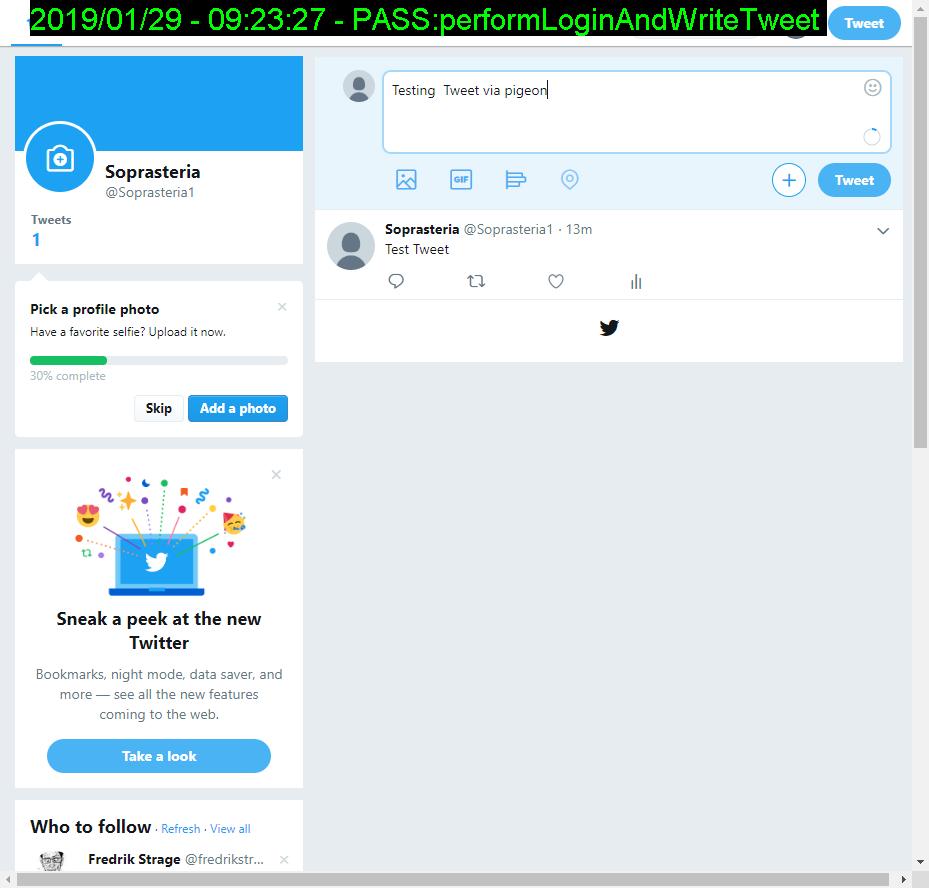 2019/01/29 - 09:23:27 - PASS:performLoginAndWriteTweet
Tweet
Testing  Tweet via pigeon
GIF
Tweet
Soprasteria
@Soprasteria1
Tweets
1
Soprasteria @Soprasteria1 · 13m
Test Tweet
Pick a profile photo
Have a favorite selfie? Upload it now.
30% complete
Skip
Add a photo
Sneak a peek at the new
Twitter
Bookmarks, night mode, data saver, and
more — see all the new features
coming to the web.
Take a look
Who to follow · Refresh · View all
Fredrik Strage @fredrikstr...